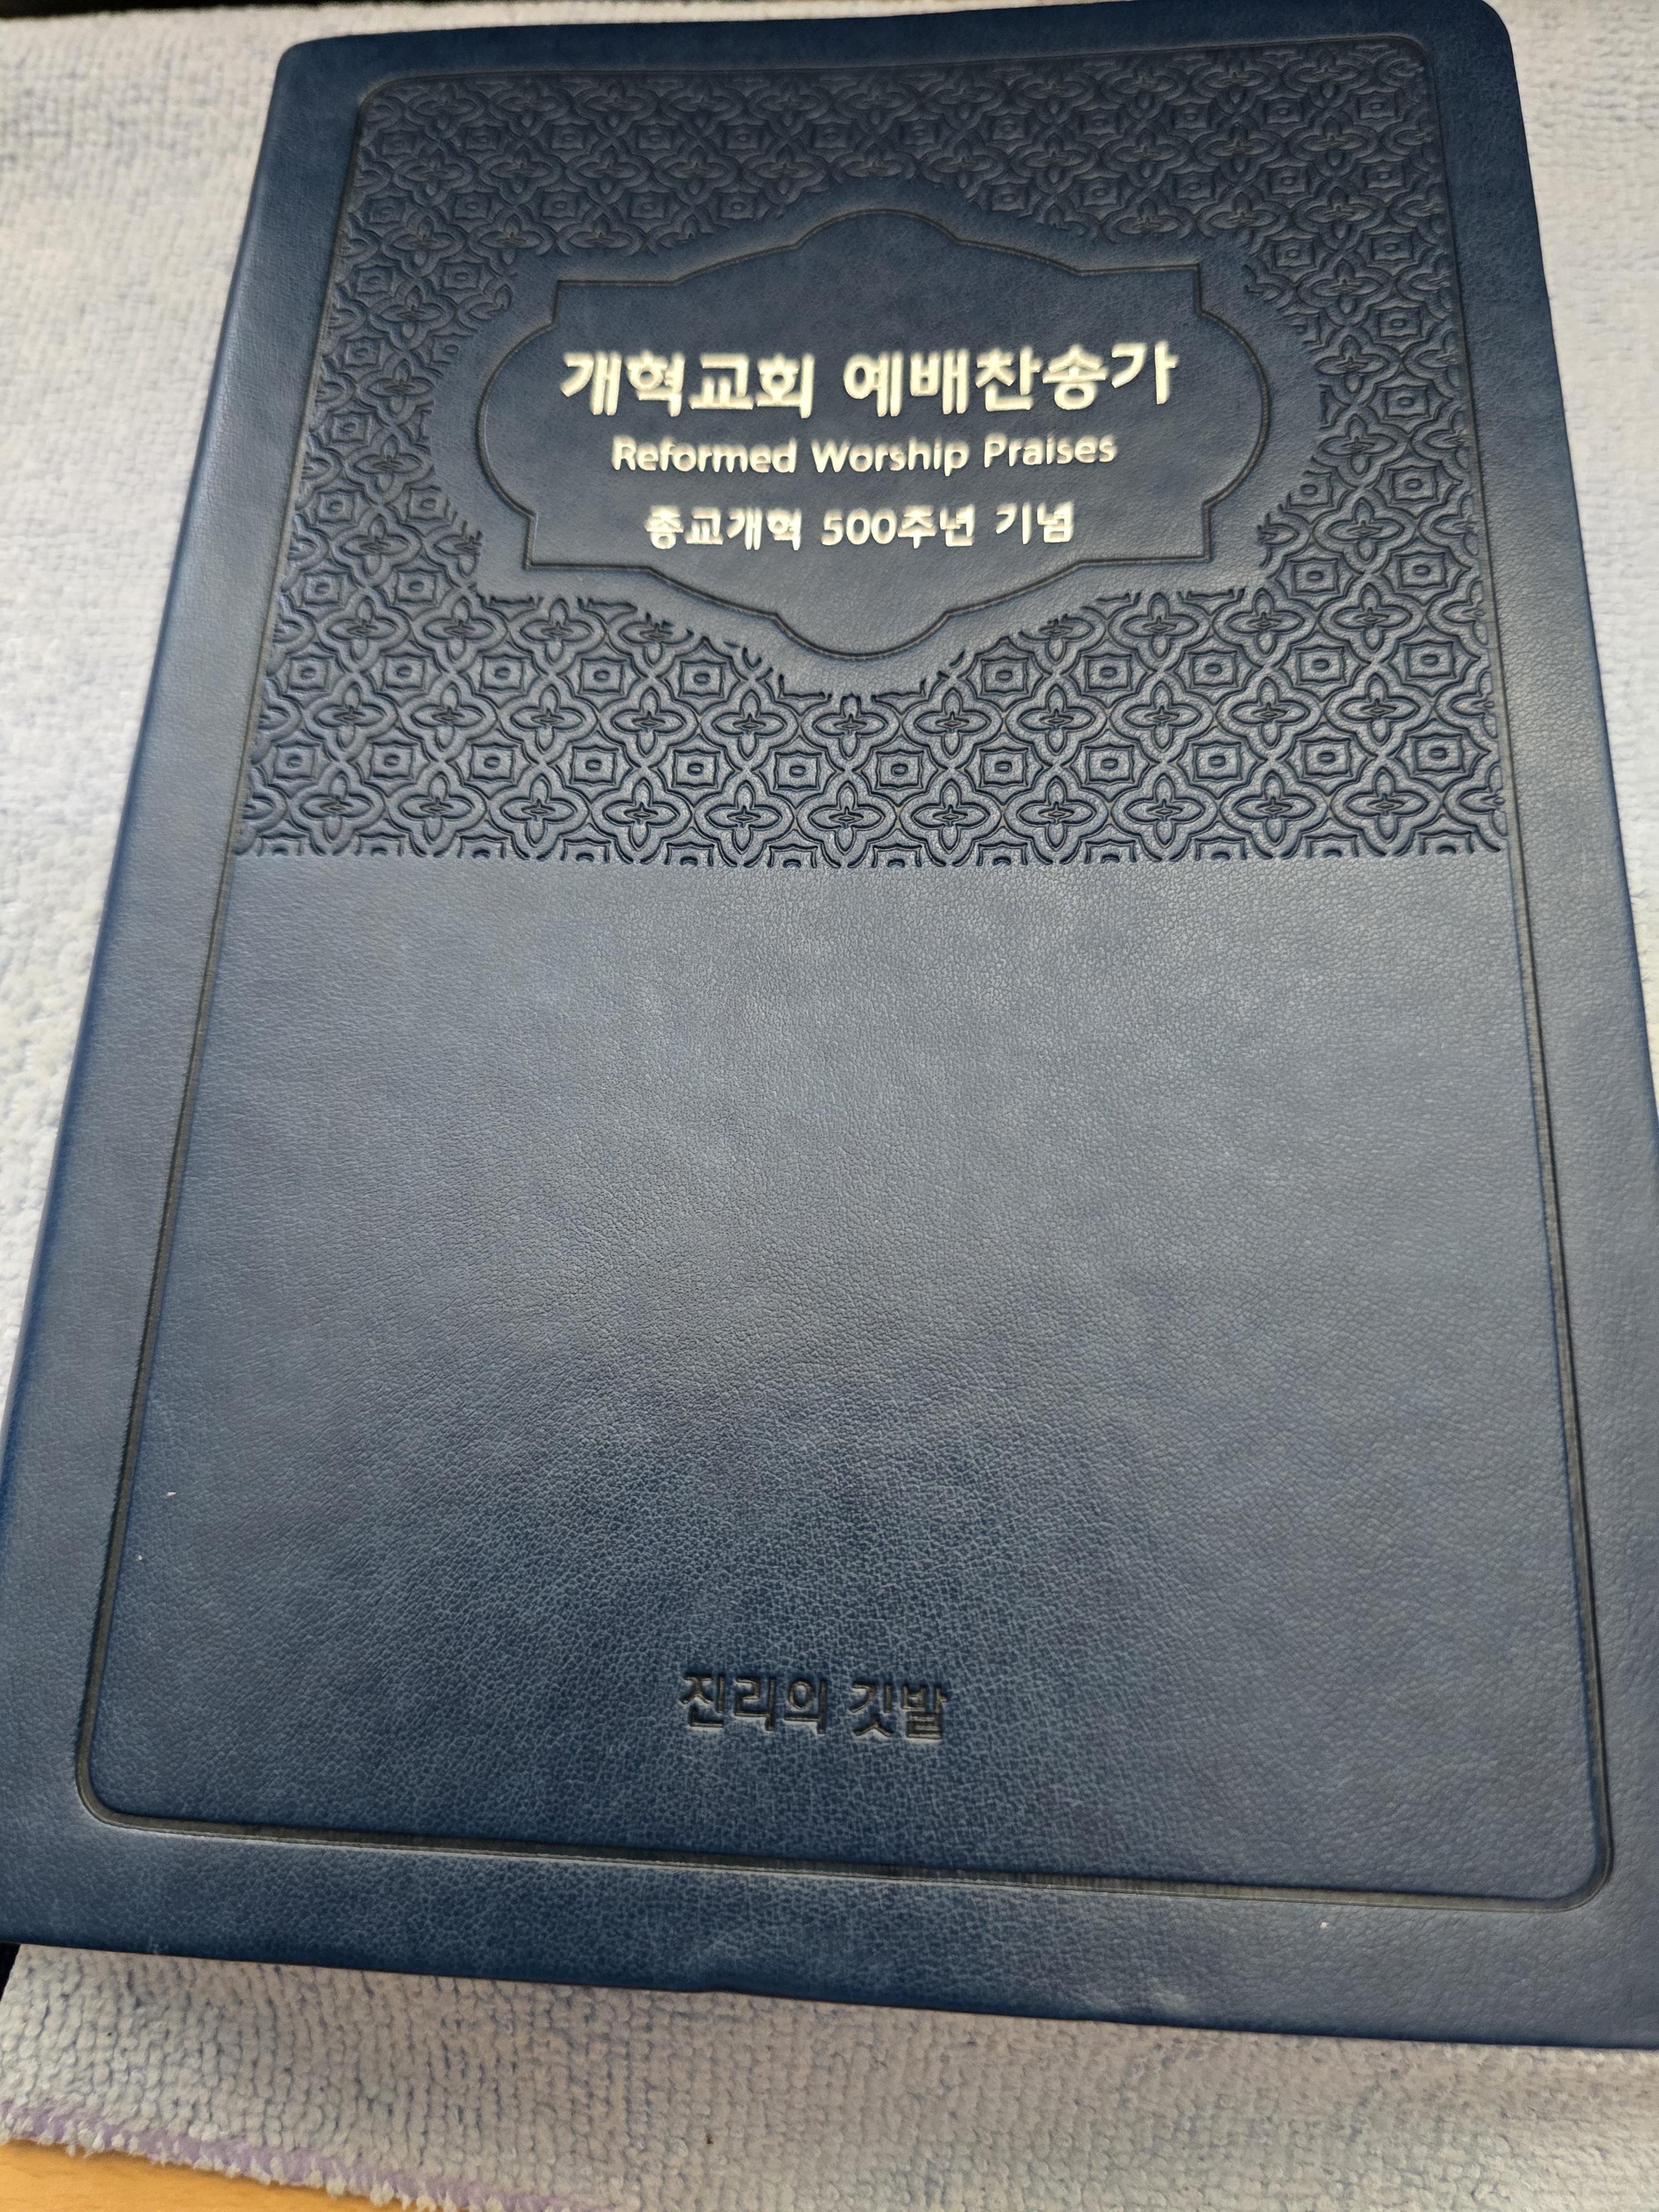 개혁교회 예배찬송가
Reformed Worship Praises
종교개혁 500주년 기념
진리의 깃발